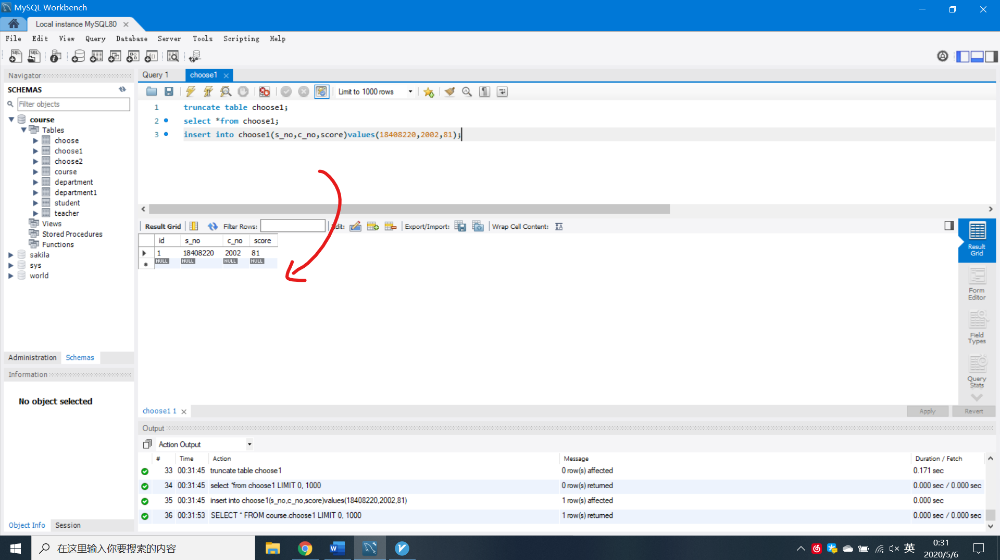 MySQL Workbench
Local instance MySQL80
File Edit View Query Database Server Tools Scripting Help
Navigator
SCHEMAS
Filter objects
course
Tables
choose
choose1
choose2
course
department
department1
student
teacher
Views
Stored Procedures
Functions
sakila
sys
world
Administration Schemas
Information
No object selected
Object Info Session
Query 1 choose1
Limit to 1000 rows
1 truncate table choose1;
2 select *from choose1;
3 insert into choose1(s_no,c_no,score)values(18408220,2002,81);
Result Grid Filter Rows: Edit: Export/Import: Wrap Cell Content:
id s_no c_no score
1 18408220 2002 81
NULL NULL NULL NULL
Result Grid
Form Editor
Field Types
Query Stats
choose1 1
Apply Revert
Output
Action Output
# Time Action Message Duration / Fetch
33 00:31:45 truncate table choose1 0 row(s) affected 0.171 sec
34 00:31:45 select *from choose1 LIMIT 0, 1000 0 row(s) returned 0.000 sec / 0.000 sec
35 00:31:45 insert into choose1(s_no,c_no,score)values(18408220,2002,81) 1 row(s) affected 0.000 sec
36 00:31:53 SELECT * FROM course.choose1 LIMIT 0, 1000 1 row(s) returned 0.000 sec / 0.000 sec
在这里输入你要搜索的内容
英
0:31
2020/5/6